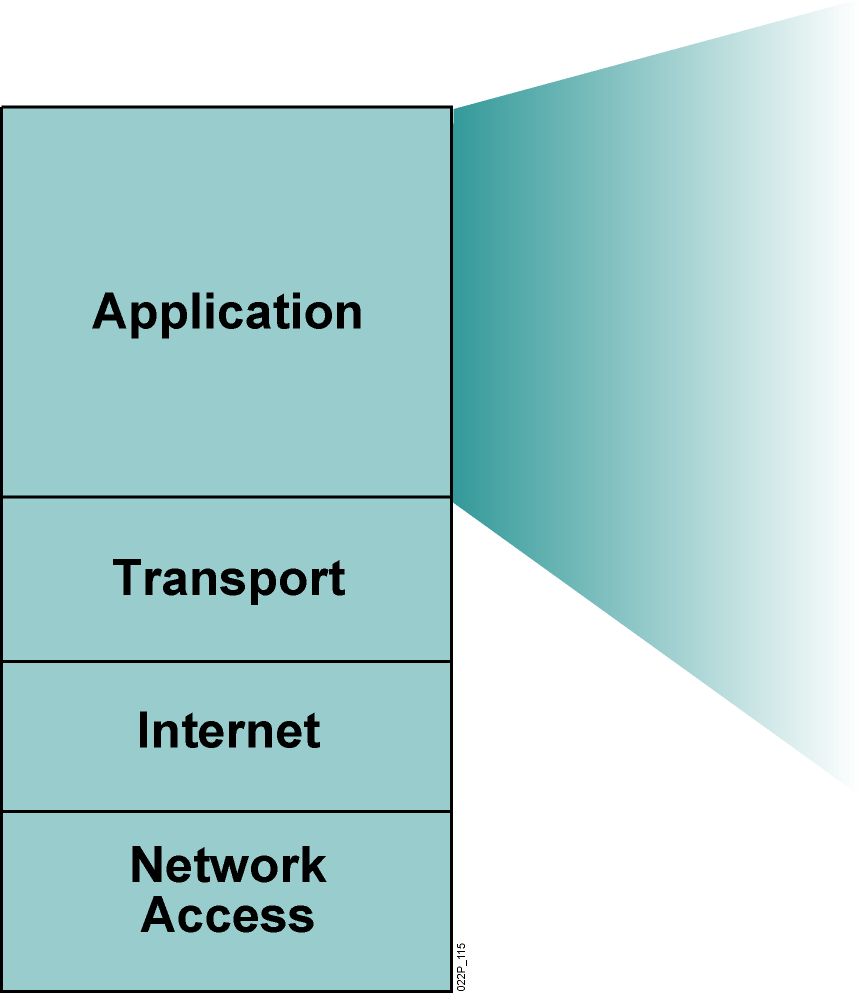 Application
Transport
Internet
Network
Access
022P_115